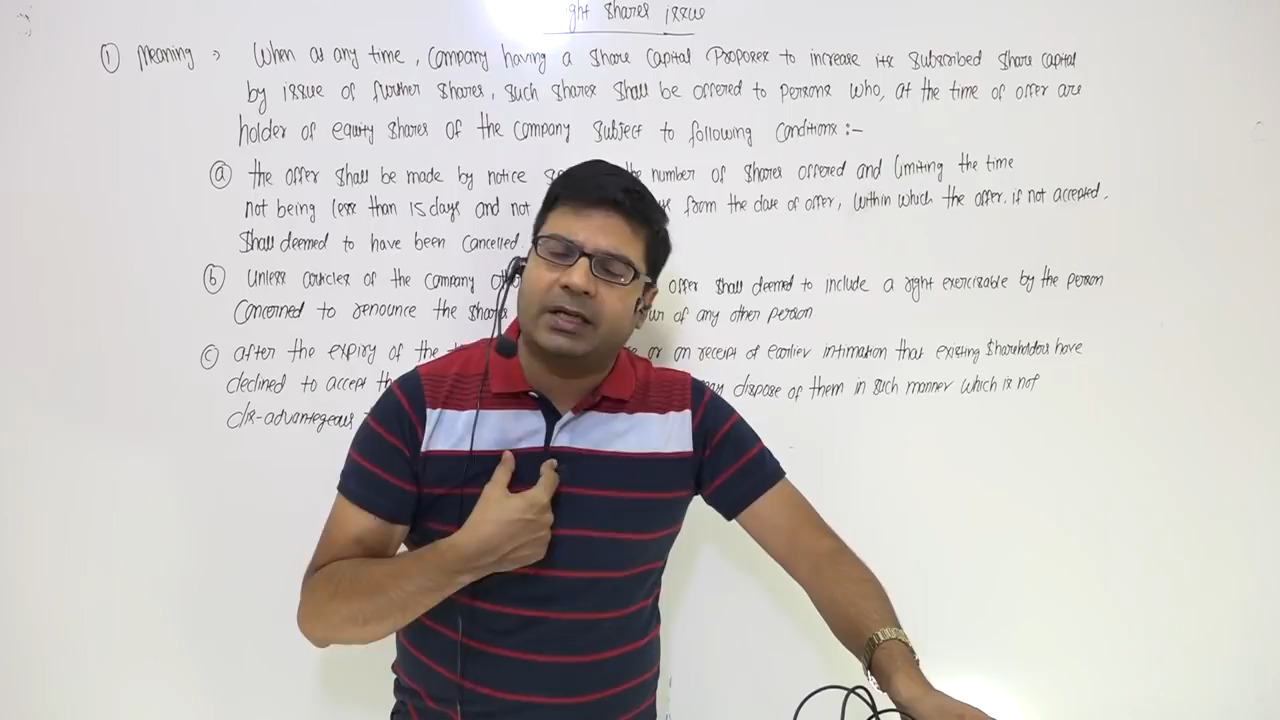 ght shares issue
① Meaning → When as any time, Company having a share Capital Proposes to increase its subscribed share capital
by issue of further shares, such shares shall be offered to persons who, at the time of offer are
holder of equity shares of the company subject to following conditions :-
ⓐ the offer shall be made by notice the number of shares offered and limiting the time
not being less than 15 days and not from the date of offer, within which the offer. if not accepted.
shall deemed to have been cancelled.
ⓑ unless articles of the company offer shall deemed to include a right exercisable by the person
concerned to renounce the shar of any other person
ⓒ after the expiry of the or on receipt of earlier intimation that existing shareholders have
declined to accept dispose of them in such manner which is not
dis-advantegeous